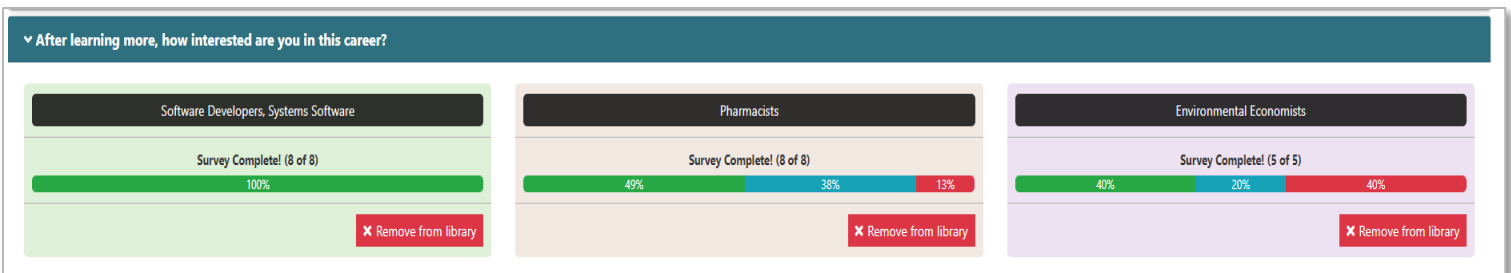 After learning more, how interested are you in this career?
Software Developers, Systems Software
Survey Complete! (8 of 8)
100%
Remove from library
Pharmacists
Survey Complete! (8 of 8)
49% 38% 13%
Remove from library
Environmental Economists
Survey Complete! (5 of 5)
40% 20% 40%
Remove from library